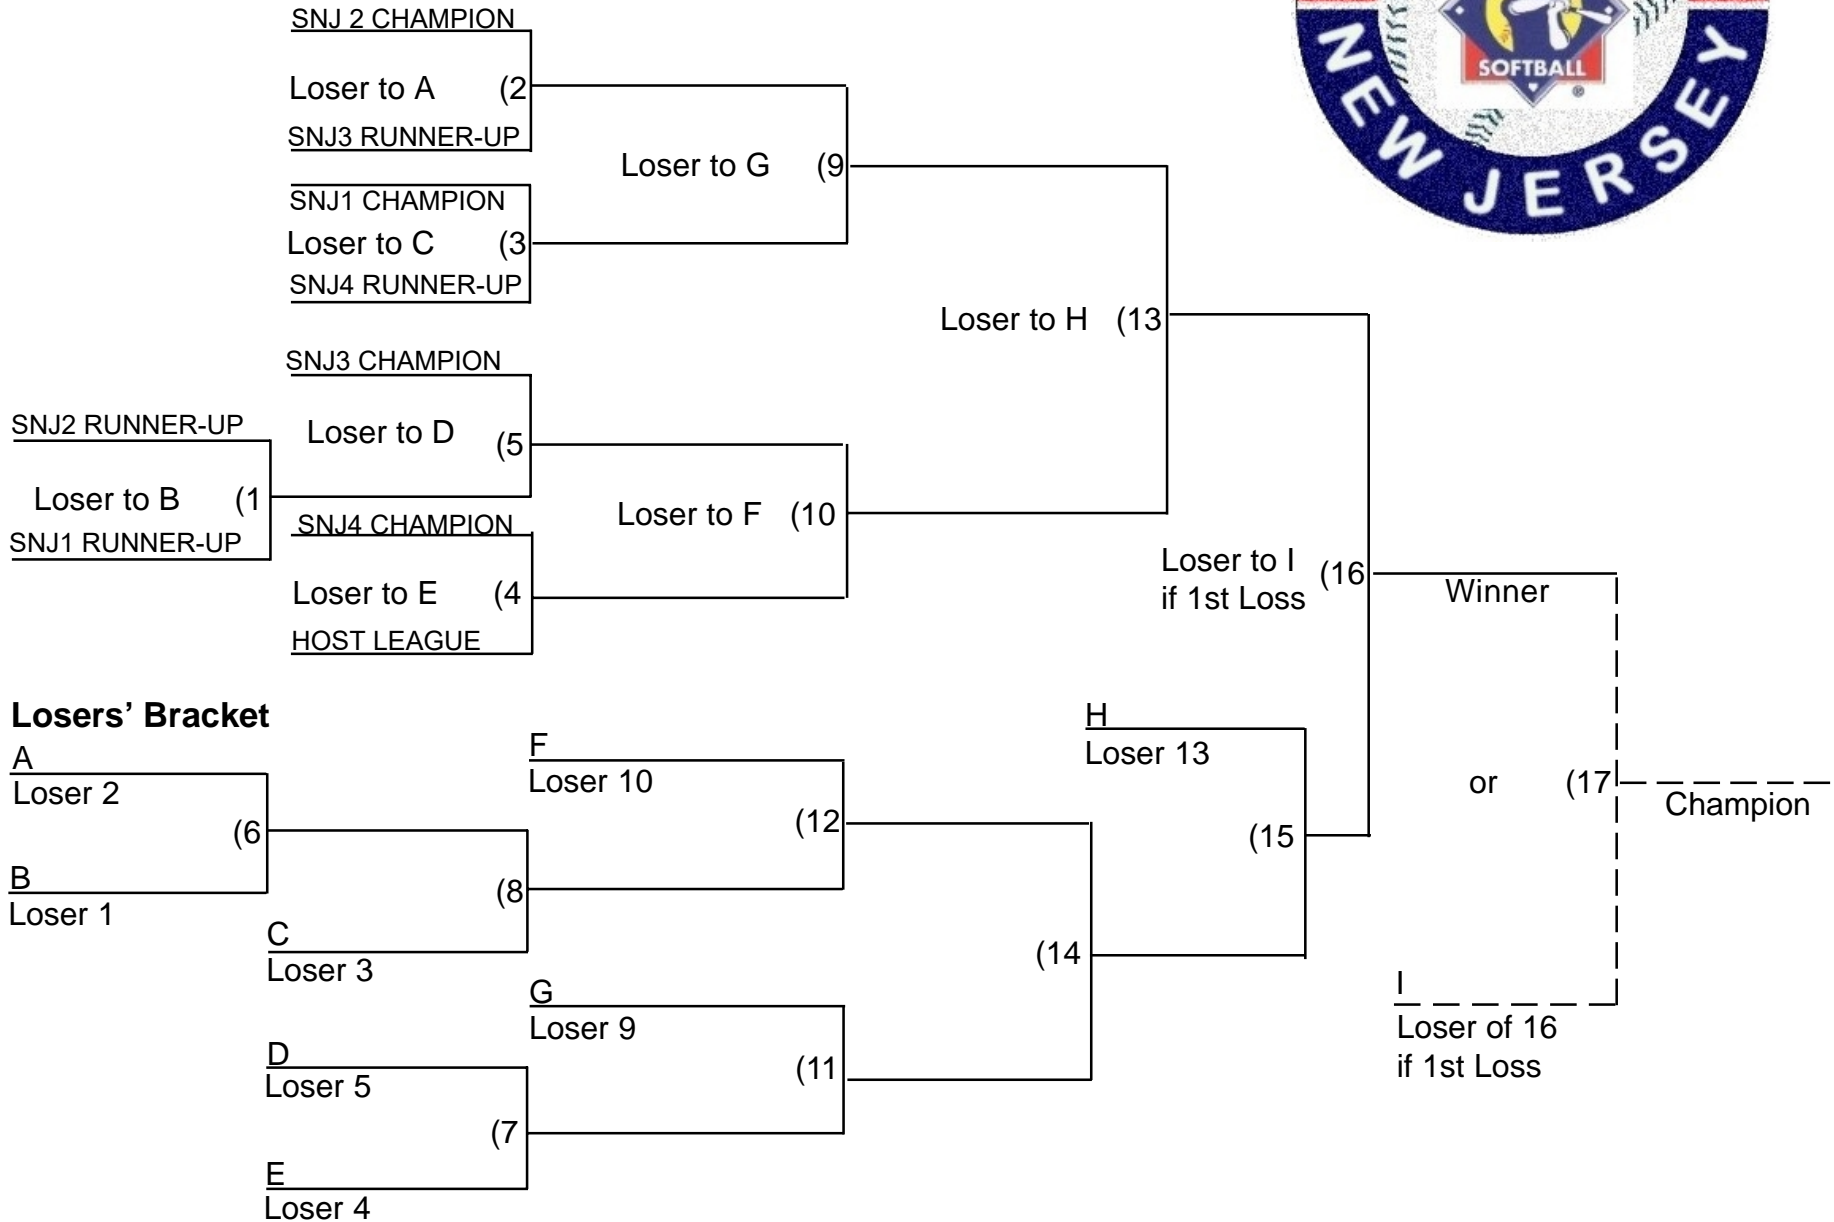 SNJ 2 CHAMPION
Loser to A (2
SNJ3 RUNNER-UP
Loser to G (9
SNJ1 CHAMPION
Loser to C (3
SNJ4 RUNNER-UP
Loser to H (13
SNJ3 CHAMPION
SNJ2 RUNNER-UP
Loser to D (5
Loser to B (1
SNJ1 RUNNER-UP
Loser to F (10
SNJ4 CHAMPION
Loser to E (4
HOST LEAGUE
Loser to I
if 1st Loss
(16
Winner
SOFTBALL
®
NEW JERSEY
Losers’ Bracket
A
Loser 2
(6
B
Loser 1
(8
C
Loser 3
F
Loser 10
(12
G
Loser 9
(11
D
Loser 5
(7
E
Loser 4
(14
H
Loser 13
(15
or (17
Champion
I
Loser of 16
if 1st Loss